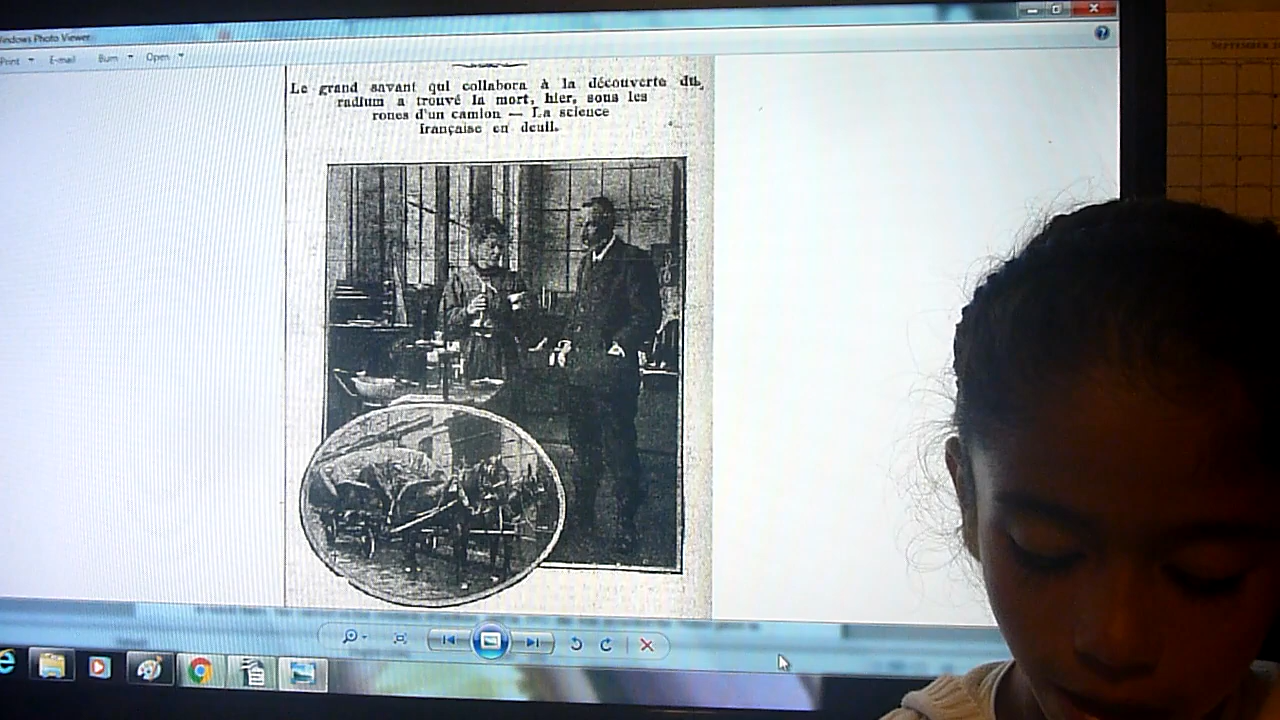 Windows Photo Viewer
Print
E-mail
Burn
Open
SEPTEMBER
Le grand savant qui collabora à la découverte du
radium a trouvé la mort, hier, sous les
roues d'un camion — La science
française en deuil.